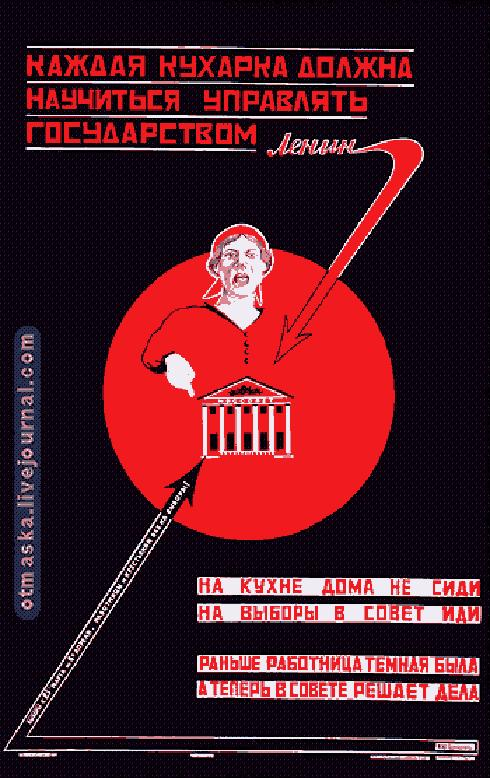 КАЖДАЯ КУХАРКА ДОЛЖНА
НАУЧИТЬСЯ УПРАВЛЯТЬ
ГОСУДАРСТВОМ
Ленин
МОССОВЕТ
НА КУХНЕ ДОМА НЕ СИДИ
НА ВЫБОРЫ В СОВЕТ ИДИ
РАНЬШЕ РАБОТНИЦА ТЕМНАЯ БЫЛА
А ТЕПЕРЬ В СОВЕТЕ РЕШАЕТ ДЕЛА
otmaska.livejournal.com